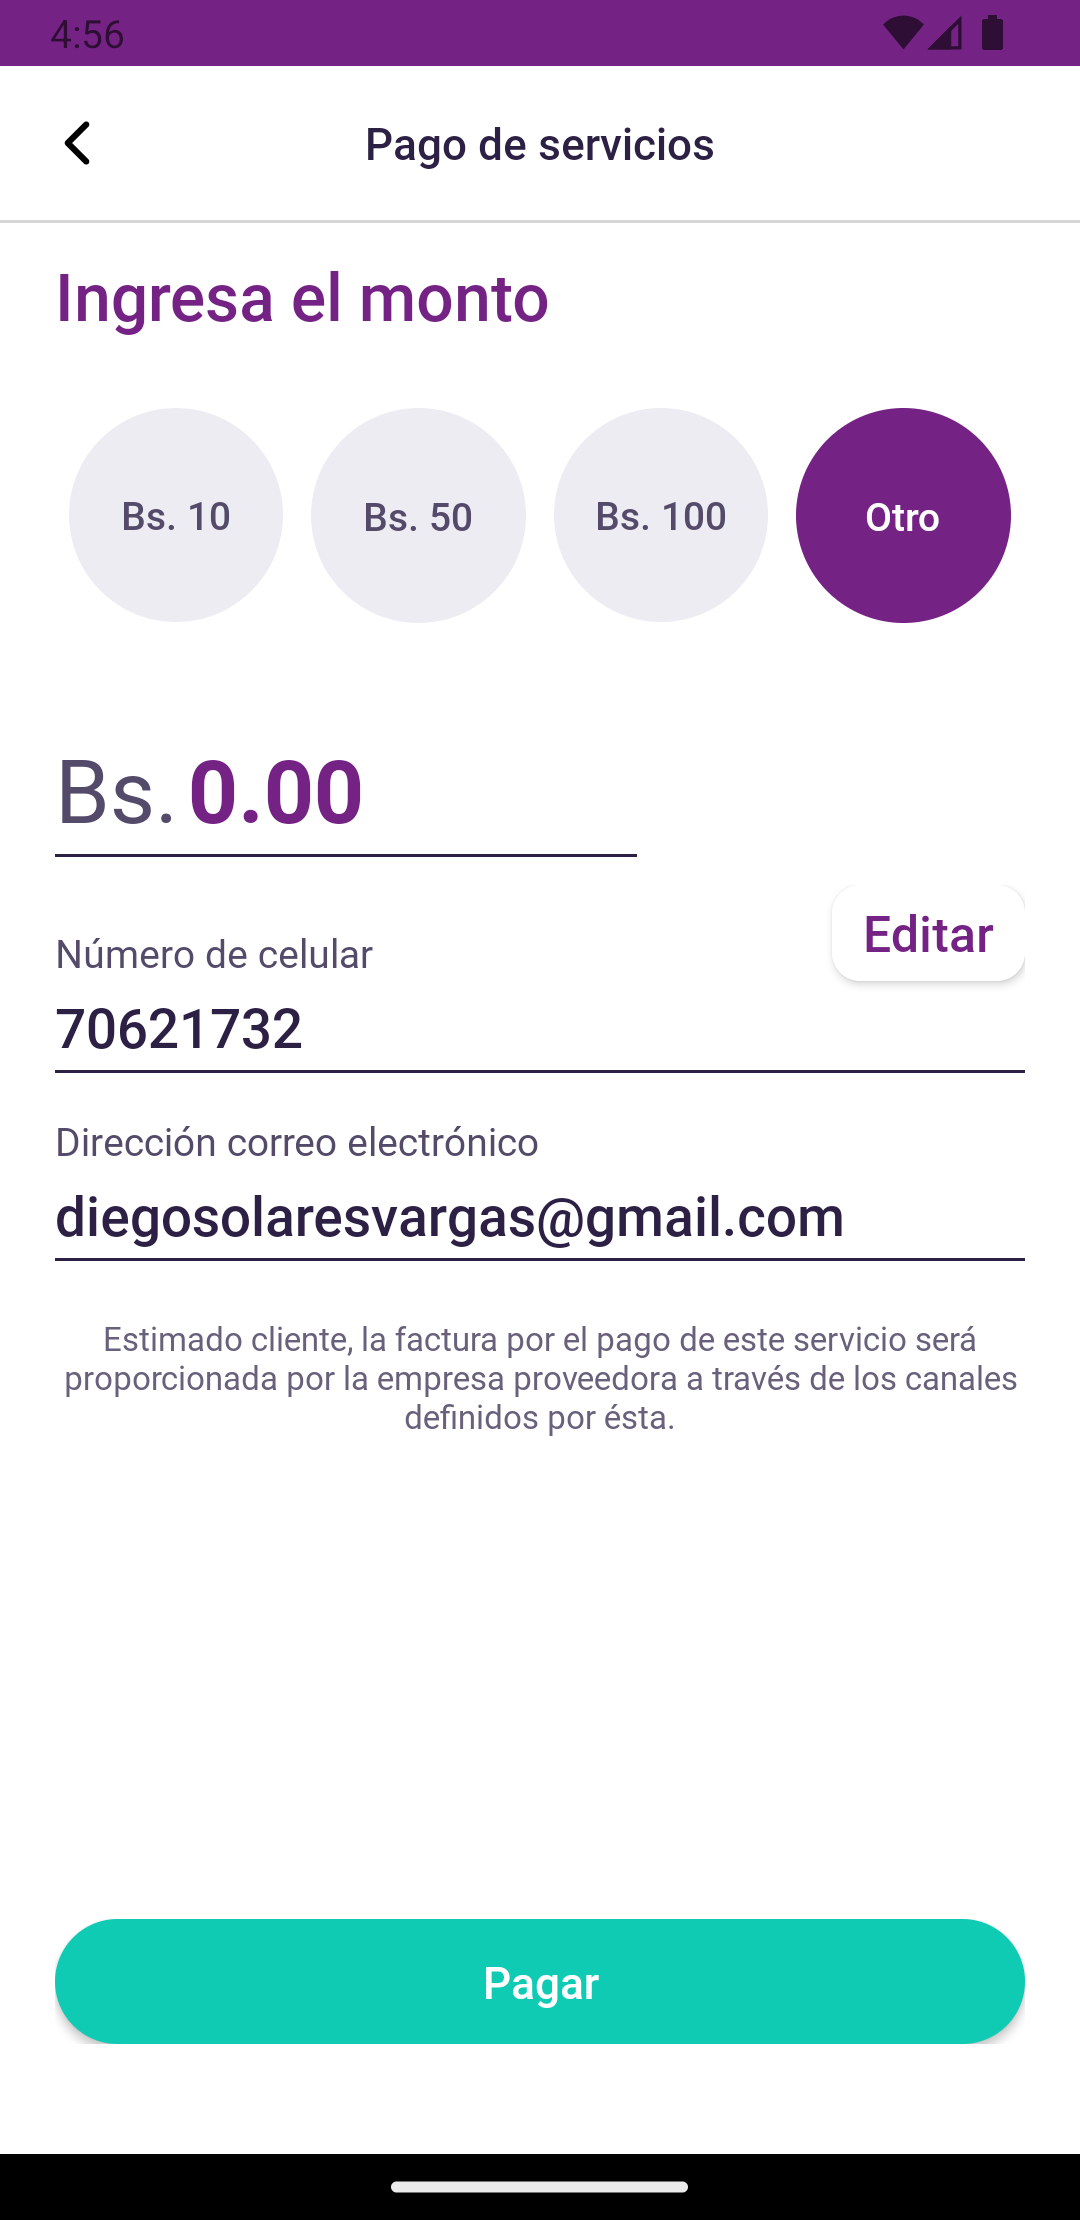 4:56
Pago de servicios
Ingresa el monto
Bs. 10
Bs. 50
Bs. 100
Otro
Bs. 0.00
Editar
Número de celular
70621732
Dirección correo electrónico
diegosolaresvargas@gmail.com
Estimado cliente, la factura por el pago de este servicio será
proporcionada por la empresa proveedora a través de los canales
definidos por ésta.
Pagar